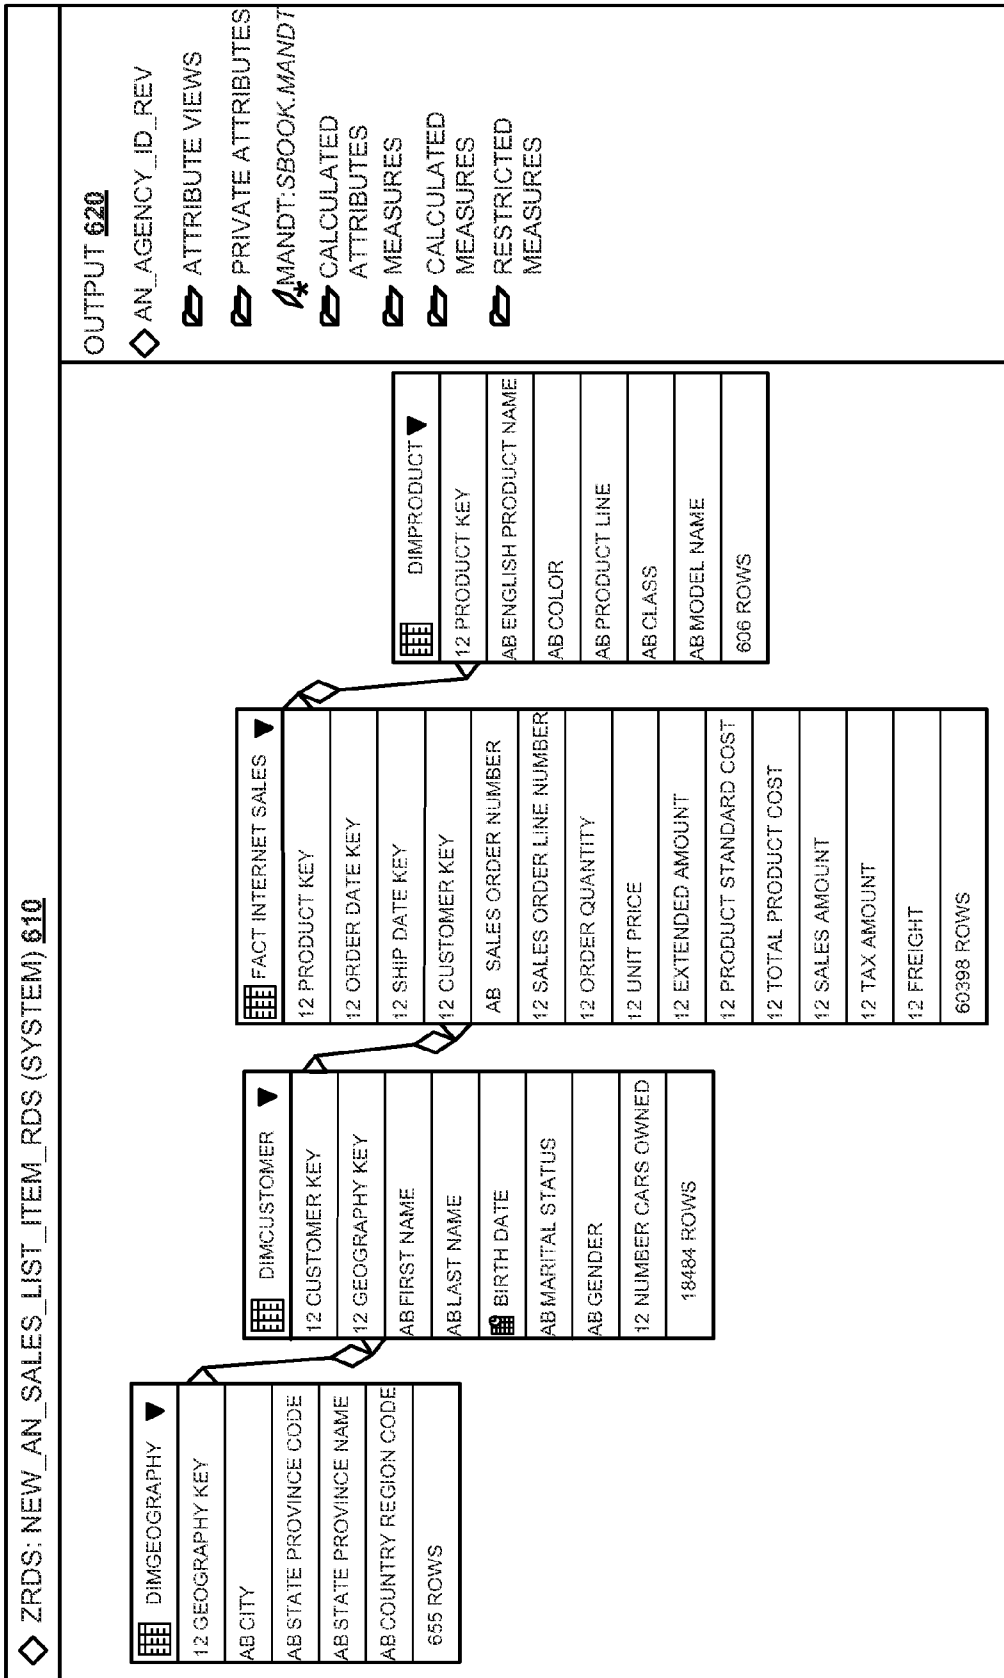 ZRDS: NEW_AN_SALES_LIST_ITEM_RDS (SYSTEM) 610
DIMGEOGRAPHY
12 GEOGRAPHY KEY
AB CITY
AB STATE PROVINCE CODE
AB STATE PROVINCE NAME
AB COUNTRY REGION CODE
655 ROWS
DIMCUSTOMER
12 CUSTOMER KEY
12 GEOGRAPHY KEY
AB FIRST NAME
AB LAST NAME
BIRTH DATE
AB MARITAL STATUS
AB GENDER
12 NUMBER CARS OWNED
18484 ROWS
FACT INTERNET SALES
12 PRODUCT KEY
12 ORDER DATE KEY
12 SHIP DATE KEY
12 CUSTOMER KEY
AB SALES ORDER NUMBER
12 SALES ORDER LINE NUMBER
12 ORDER QUANTITY
12 UNIT PRICE
12 EXTENDED AMOUNT
12 PRODUCT STANDARD COST
12 TOTAL PRODUCT COST
12 SALES AMOUNT
12 TAX AMOUNT
12 FREIGHT
60398 ROWS
DIMPRODUCT
12 PRODUCT KEY
AB ENGLISH PRODUCT NAME
AB COLOR
AB PRODUCT LINE
AB CLASS
AB MODEL NAME
606 ROWS
OUTPUT 620
AN_AGENCY_ID_REV
ATTRIBUTE VIEWS
PRIVATE ATTRIBUTES
MANDT:SBOOK.MANDT
CALCULATED
ATTRIBUTES
MEASURES
CALCULATED
MEASURES
RESTRICTED
MEASURES